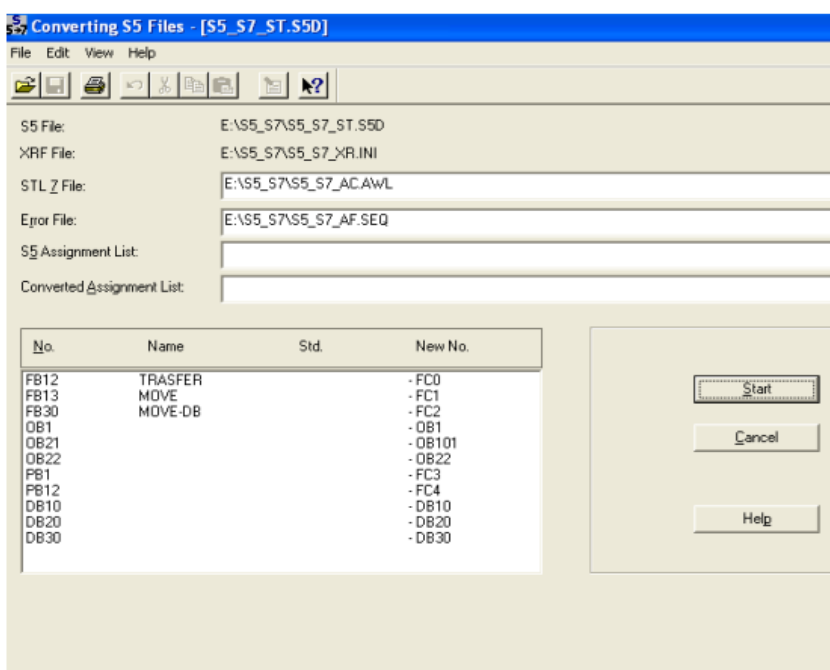 Converting S5 Files - [S5_S7_ST.S5D]
File Edit View Help
S5 File: E:\S5_S7\S5_S7_ST.S5D
XRF File: E:\S5_S7\S5_S7_XR.INI
STL 7 File: E:\S5_S7\S5_S7_AC.AWL
Error File: E:\S5_S7\S5_S7_AF.SEQ
S5 Assignment List:
Converted Assignment List:
No. Name Std. New No.
FB12 TRASFER - FC0
FB13 MOVE - FC1
FB30 MOVE-DB - FC2
OB1 - OB1
OB21 - OB101
OB22 - OB22
PB1 - FC3
PB12 - FC4
DB10 - DB10
DB20 - DB20
DB30 - DB30
Start
Cancel
Help